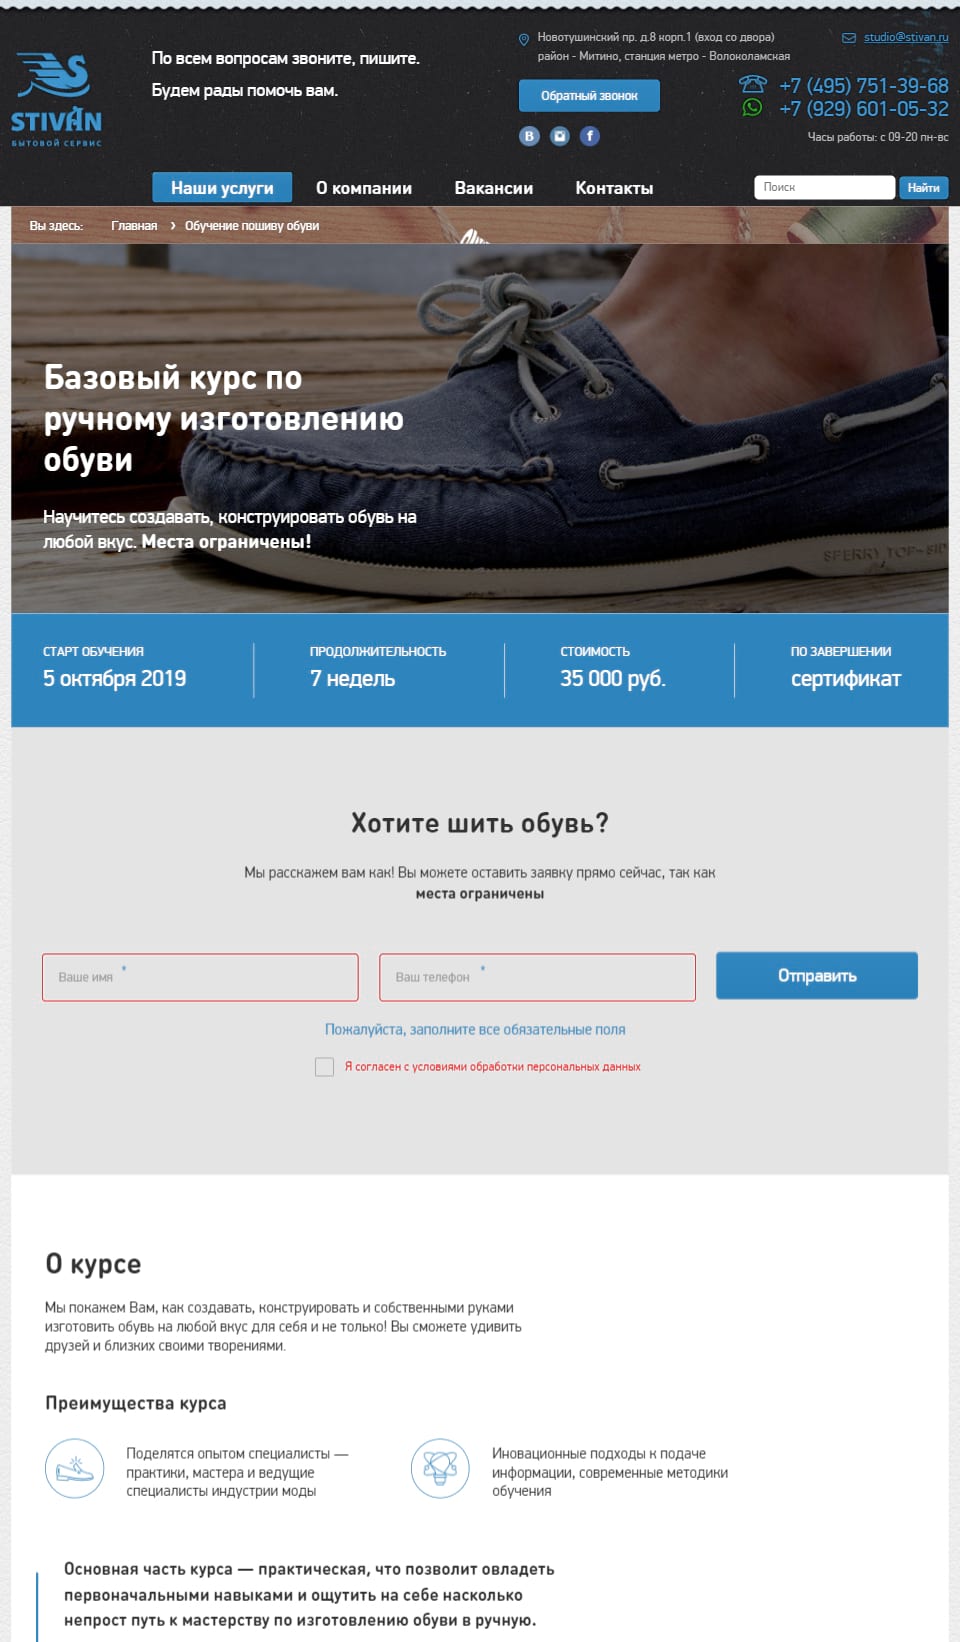 STIVAN
БЫТОВОЙ СЕРВИС
По всем вопросам звоните, пишите.
Будем рады помочь вам.
Новотушинский пр. д.8 корп.1 (вход со двора)
район - Митино, станция метро - Волоколамская
Обратный звонок
studio@stivan.ru
+7 (495) 751-39-68
+7 (929) 601-05-32
Часы работы: с 09-20 пн-вс
Наши услуги
О компании
Вакансии
Контакты
Поиск
Найти
Вы здесь:
Главная
› Обучение пошиву обуви
Базовый курс по
ручному изготовлению
обуви
Научитесь создавать, конструировать обувь на
любой вкус. Места ограничены!
SPERRY TOP-SID
СТАРТ ОБУЧЕНИЯ
5 октября 2019
ПРОДОЛЖИТЕЛЬНОСТЬ
7 недель
СТОИМОСТЬ
35 000 руб.
ПО ЗАВЕРШЕНИИ
сертификат
Хотите шить обувь?
Мы расскажем вам как! Вы можете оставить заявку прямо сейчас, так как
места ограничены
Ваше имя *
Ваш телефон *
Отправить
Пожалуйста, заполните все обязательные поля
Я согласен с условиями обработки персональных данных
О курсе
Мы покажем Вам, как создавать, конструировать и собственными руками
изготовить обувь на любой вкус для себя и не только! Вы сможете удивить
друзей и близких своими творениями.
Преимущества курса
Поделятся опытом специалисты —
практики, мастера и ведущие
специалисты индустрии моды
Иновационные подходы к подаче
информации, современные методики
обучения
Основная часть курса — практическая, что позволит овладеть
первоначальными навыками и ощутить на себе насколько
непрост путь к мастерству по изготовлению обуви в ручную.